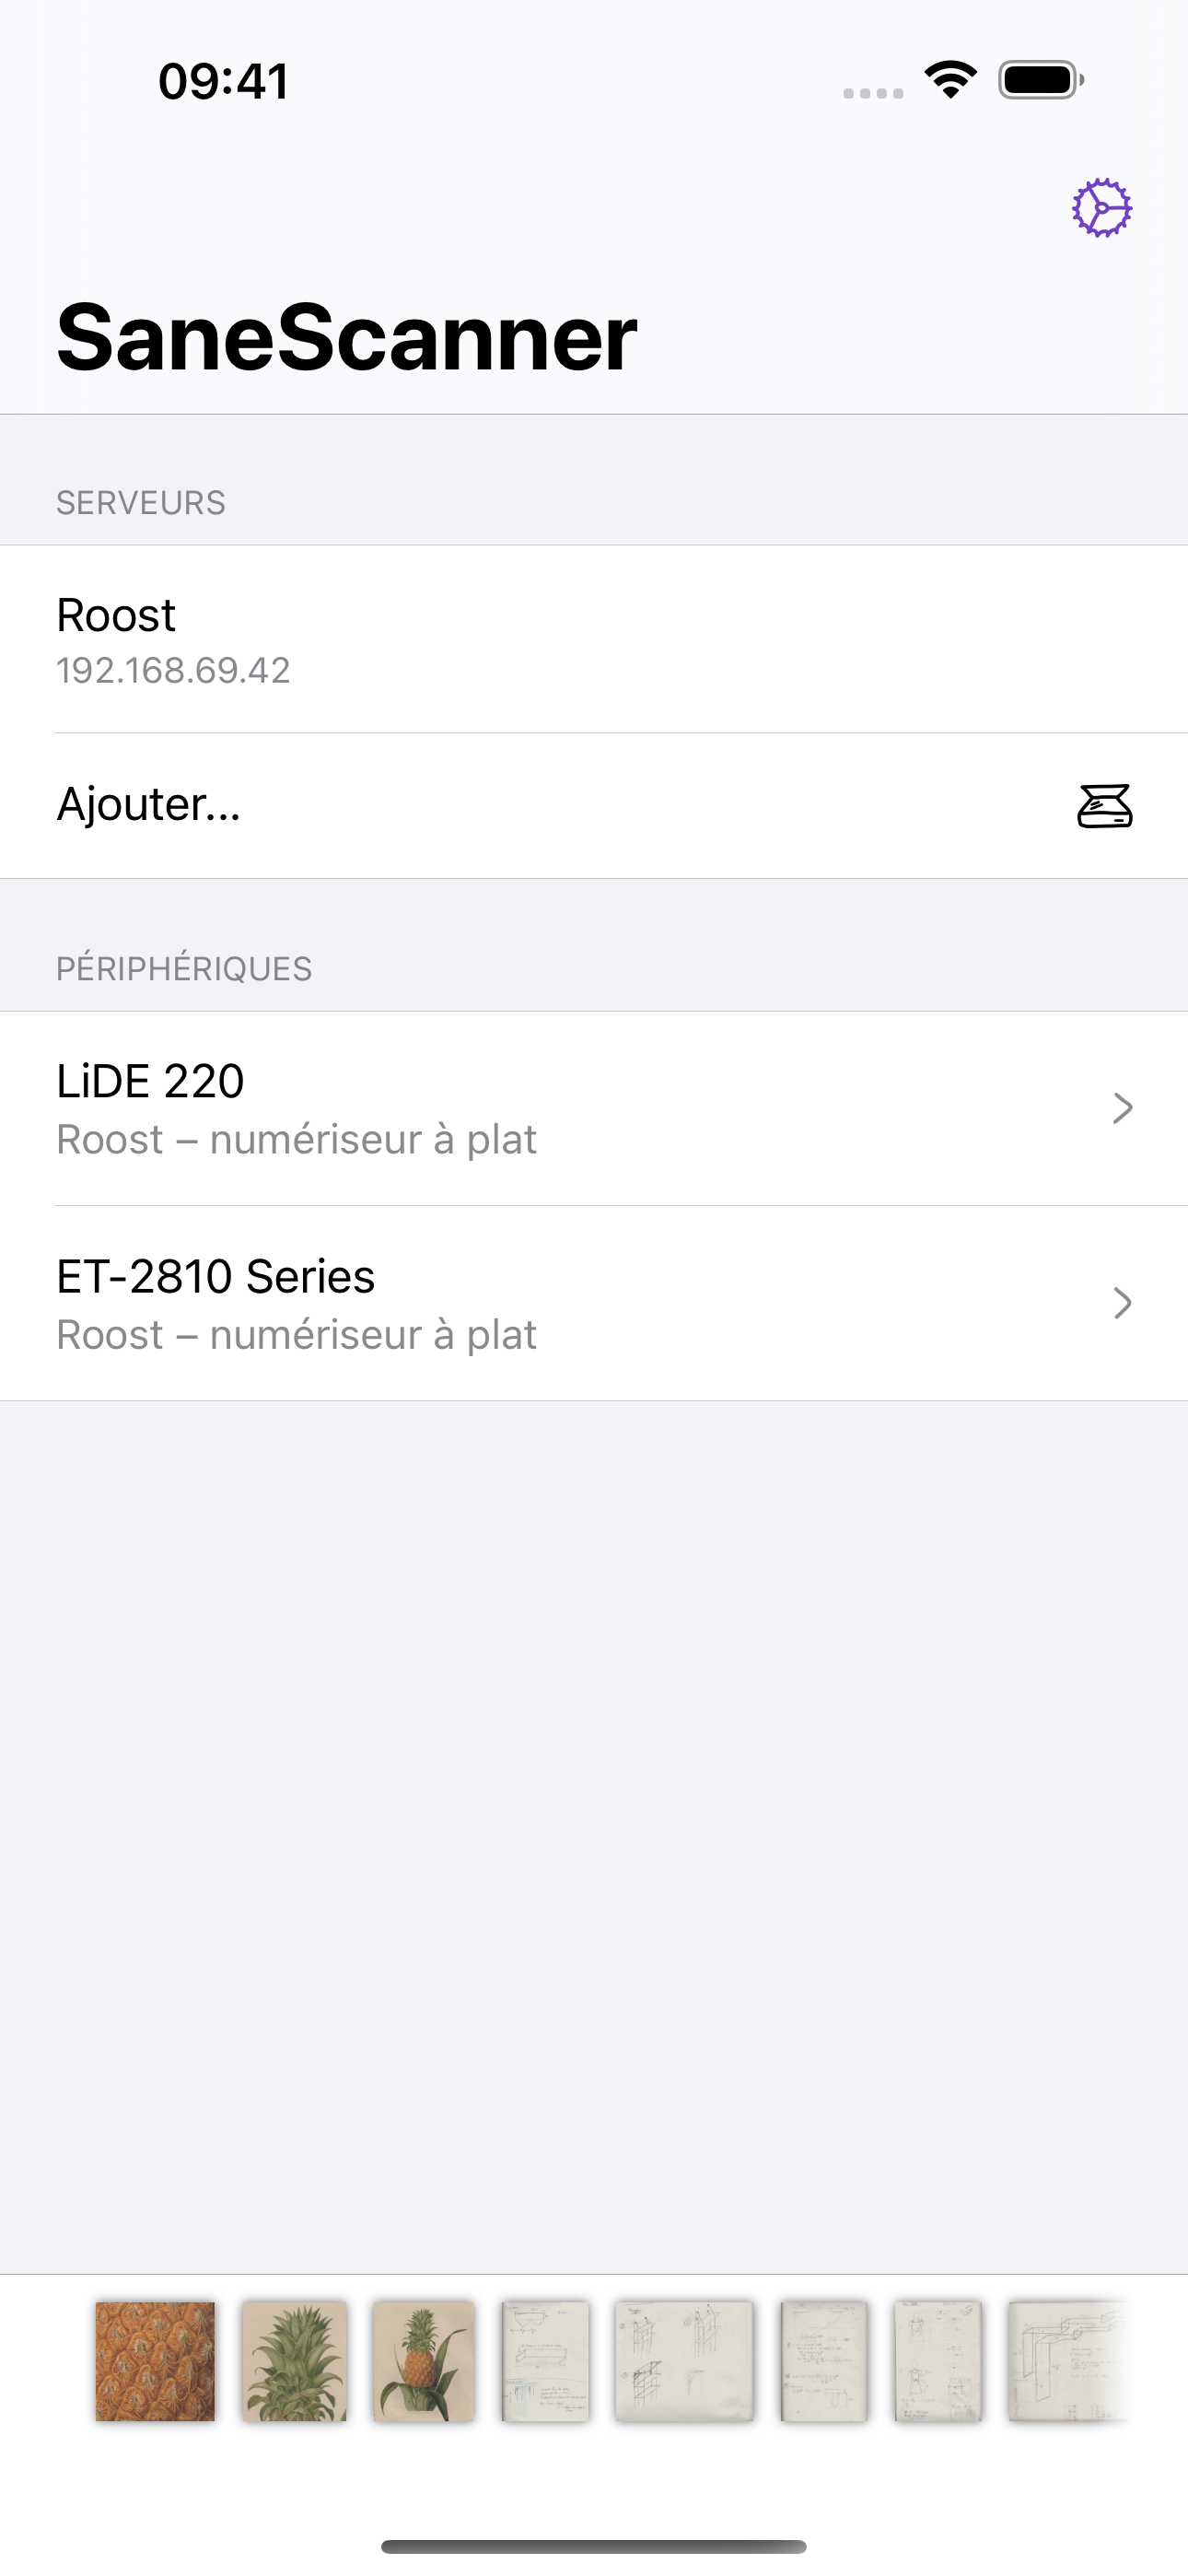 09:41
SaneScanner
SERVEURS
Roost
192.168.69.42
Ajouter...
PÉRIPHÉRIQUES
LiDE 220
Roost – numériseur à plat
ET-2810 Series
Roost – numériseur à plat